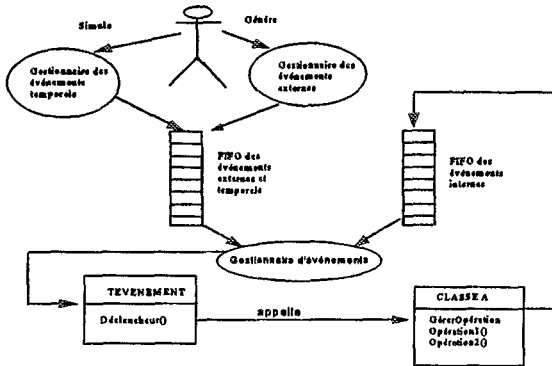 Simule
Génére
Gestionnaire des
événements
temporels
Gestionnaire des
événements
externes
FIFO des
événements
externes et
temporels
FIFO des
événements
internes
Gestionnaire d'événements
TEVENEMENT
Déclencheur()
appelle
CLASSE A
GérerOpération
Opération1()
Opération2()